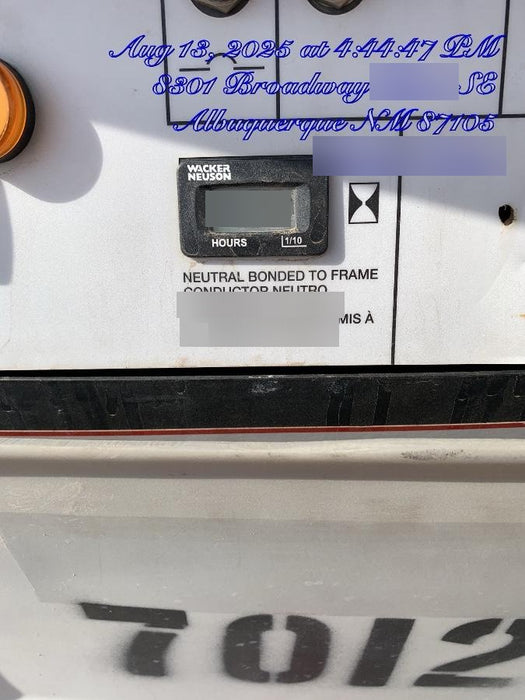 Aug 13, 2025 at 4:44:47 PM
8301 Broadway SE
Albuquerque NM 87105
WACKER
NEUSON
HOURS 1/10
NEUTRAL BONDED TO FRAME
CONDUCTOR NEUTRO
MIS À
7012